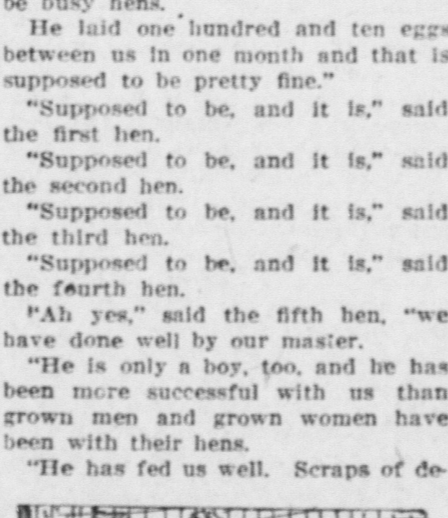 be busy hens.
He laid one hundred and ten eggs
between us in one month and that is
supposed to be pretty fine."
"Supposed to be, and it is," said
the first hen.
"Supposed to be, and it is," said
the second hen.
"Supposed to be, and it is," said
the third hen.
"Supposed to be, and it is," said
the fourth hen.
"Ah yes," said the fifth hen, "we
have done well by our master.
"He is only a boy, too, and he has
been more successful with us than
grown men and grown women have
been with their hens.
"He has fed us well. Scraps of de-